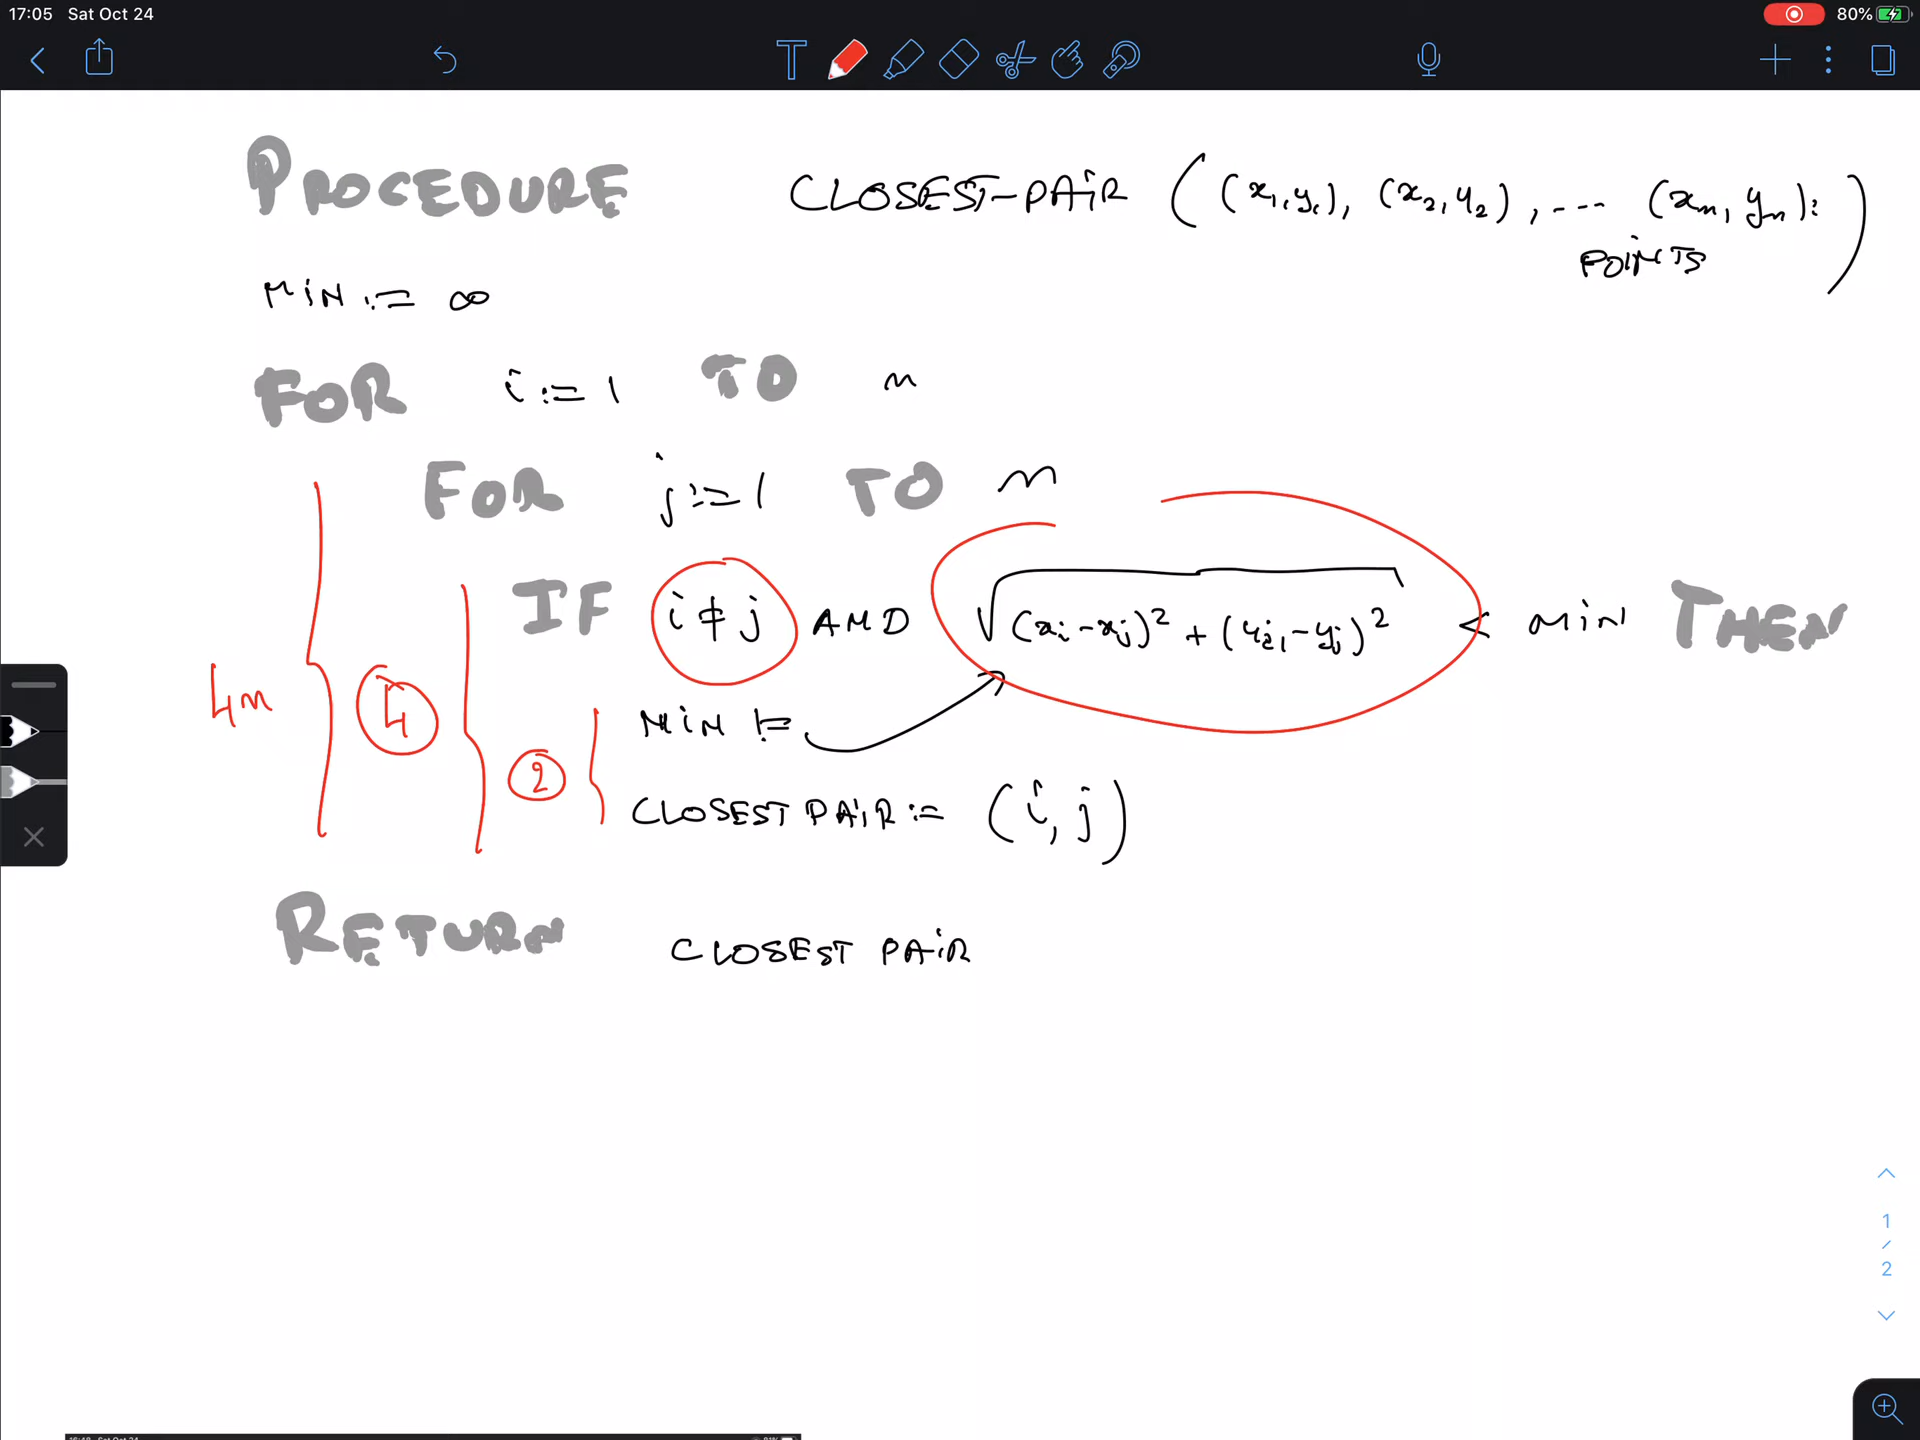 17:05 Sat Oct 24 80%
PROCEDURE CLOSEST-PAIR ((x₁,y₁), (x₂,y₂), ,---- (xₙ, yₙ):
POINTS )
MIN := ∞
FOR i := 1 TO n
FOR j := 1 TO n
IF i ≠ j AND √(xi-xj)² + (yi-yj)² < MIN THEN
4n
4
MIN :=
2
CLOSEST PAIR := (i, j)
RETURN CLOSEST PAIR
1
/
2